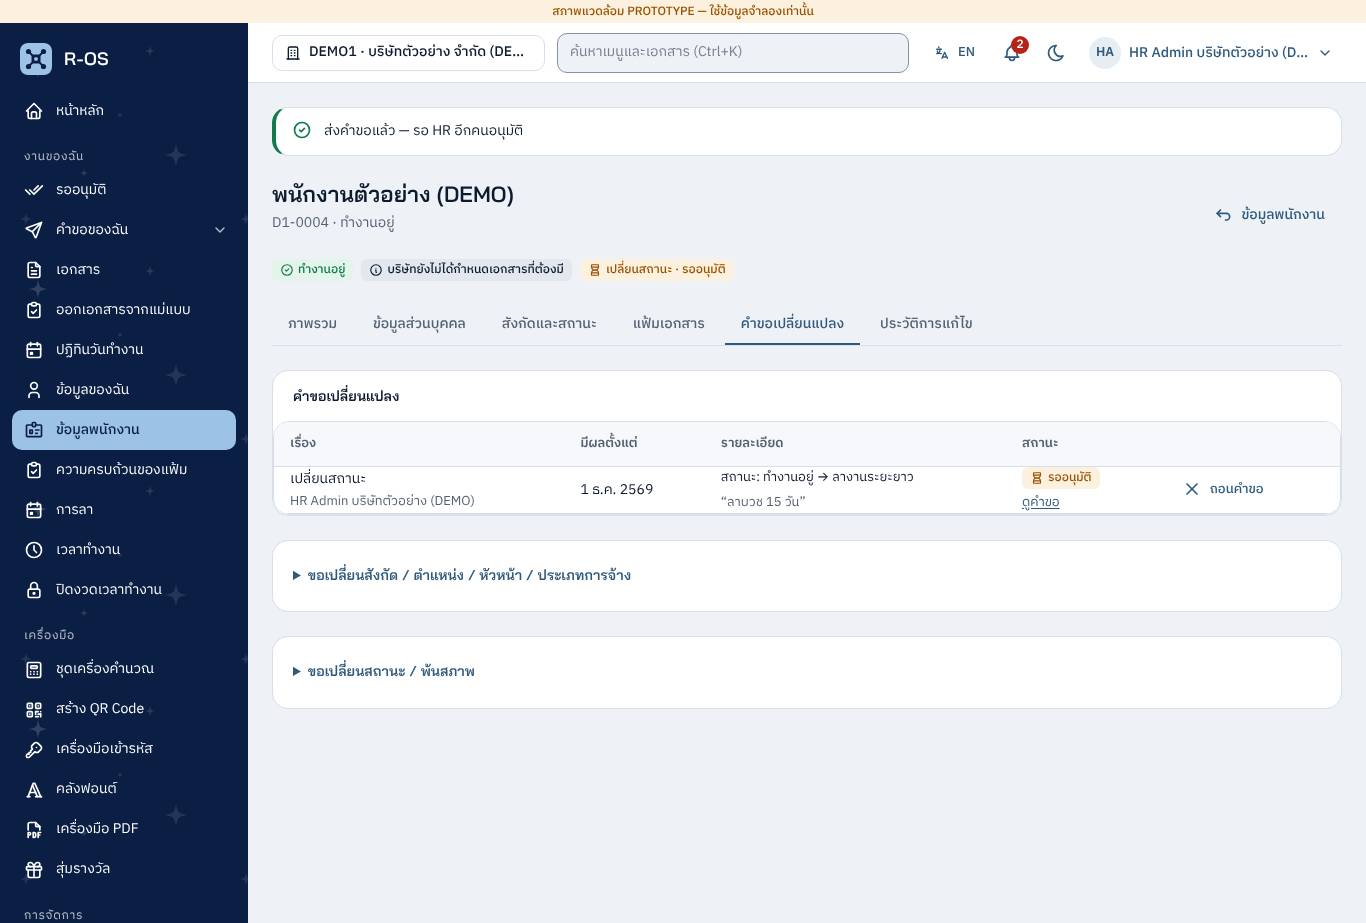 สภาพแวดล้อม PROTOTYPE — ใช้ข้อมูลจำลองเท่านั้น
R-OS
DEMO1 · บริษัทตัวอย่าง จำกัด (DE...
ค้นหาเมนูและเอกสาร (Ctrl+K)
EN
2
HA
HR Admin บริษัทตัวอย่าง (D...
หน้าหลัก
งานของฉัน
รออนุมัติ
คำขอของฉัน
เอกสาร
ออกเอกสารจากแม่แบบ
ปฏิทินวันทำงาน
ข้อมูลของฉัน
ข้อมูลพนักงาน
ความครบถ้วนของแฟ้ม
การลา
เวลาทำงาน
ปิดงวดเวลาทำงาน
เครื่องมือ
ชุดเครื่องคำนวณ
สร้าง QR Code
เครื่องมือเข้ารหัส
คลังฟอนต์
เครื่องมือ PDF
สุ่มรางวัล
การจัดการ
ส่งคำขอแล้ว — รอ HR อีกคนอนุมัติ
พนักงานตัวอย่าง (DEMO)
D1-0004 · ทำงานอยู่
ข้อมูลพนักงาน
ทำงานอยู่
บริษัทยังไม่ได้กำหนดเอกสารที่ต้องมี
เปลี่ยนสถานะ · รออนุมัติ
ภาพรวม
ข้อมูลส่วนบุคคล
สังกัดและสถานะ
แฟ้มเอกสาร
คำขอเปลี่ยนแปลง
ประวัติการแก้ไข
คำขอเปลี่ยนแปลง
เรื่อง
มีผลตั้งแต่
รายละเอียด
สถานะ
เปลี่ยนสถานะ
HR Admin บริษัทตัวอย่าง (DEMO)
1 ธ.ค. 2569
สถานะ: ทำงานอยู่ → ลางานระยะยาว
“ลาบวช 15 วัน”
รออนุมัติ
ดูคำขอ
ถอนคำขอ
ขอเปลี่ยนสังกัด / ตำแหน่ง / หัวหน้า / ประเภทการจ้าง
ขอเปลี่ยนสถานะ / พ้นสภาพ